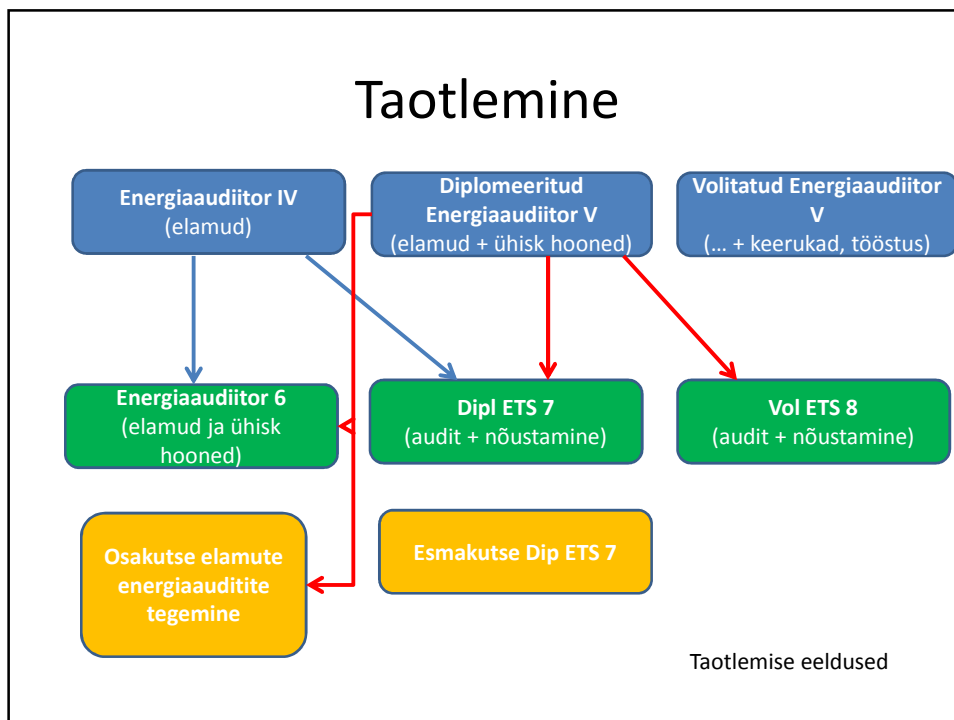 Taotlemine
Energiaaudiitor IV
(elamud)
Diplomeeritud
Energiaaudiitor V
(elamud + ühisk hooned)
Volitatud Energiaaudiitor
V
(... + keerukad, tööstus)
Energiaaudiitor 6
(elamud ja ühisk
hooned)
Dipl ETS 7
(audit + nõustamine)
Vol ETS 8
(audit + nõustamine)
Osakutse elamute
energiaauditite
tegemine
Esmakutse Dip ETS 7
Taotlemise eeldused